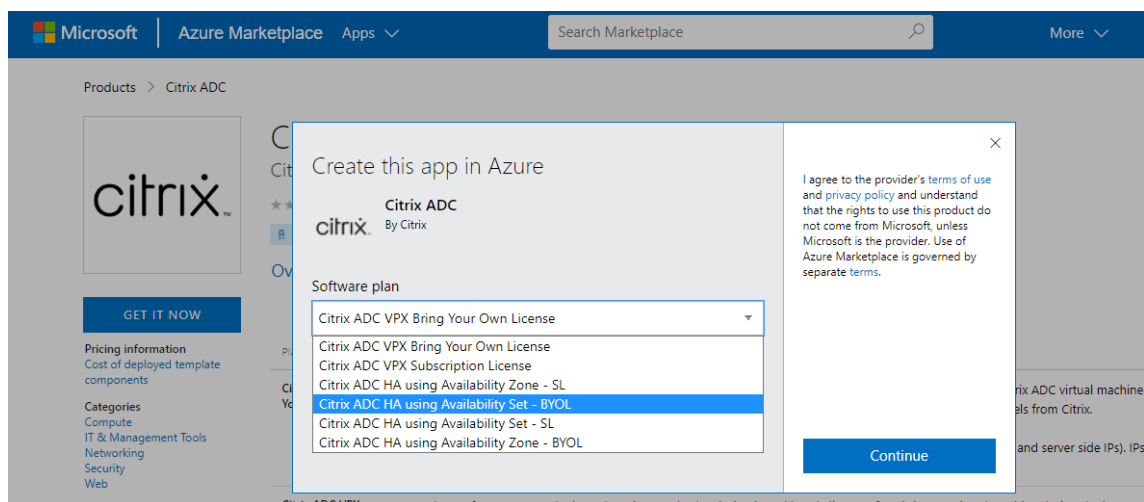 Microsoft
Azure Marketplace
Apps
Search Marketplace
More
Products > Citrix ADC
citrix™
C
Cit
Ov
GET IT NOW
Pricing information
Cost of deployed template
components
Categories
Compute
IT & Management Tools
Networking
Security
Web
Create this app in Azure
citrix.
Citrix ADC
By Citrix
Software plan
Citrix ADC VPX Bring Your Own License
Citrix ADC VPX Bring Your Own License
Citrix ADC VPX Subscription License
Citrix ADC HA using Availability Zone - SL
Citrix ADC HA using Availability Set - BYOL
Citrix ADC HA using Availability Set - SL
Citrix ADC HA using Availability Zone - BYOL
I agree to the provider's terms of use
and privacy policy and understand
that the rights to use this product do
not come from Microsoft, unless
Microsoft is the provider. Use of
Azure Marketplace is governed by
separate terms.
Continue
rix ADC virtual machine
els from Citrix.
and server side IPs). IPs